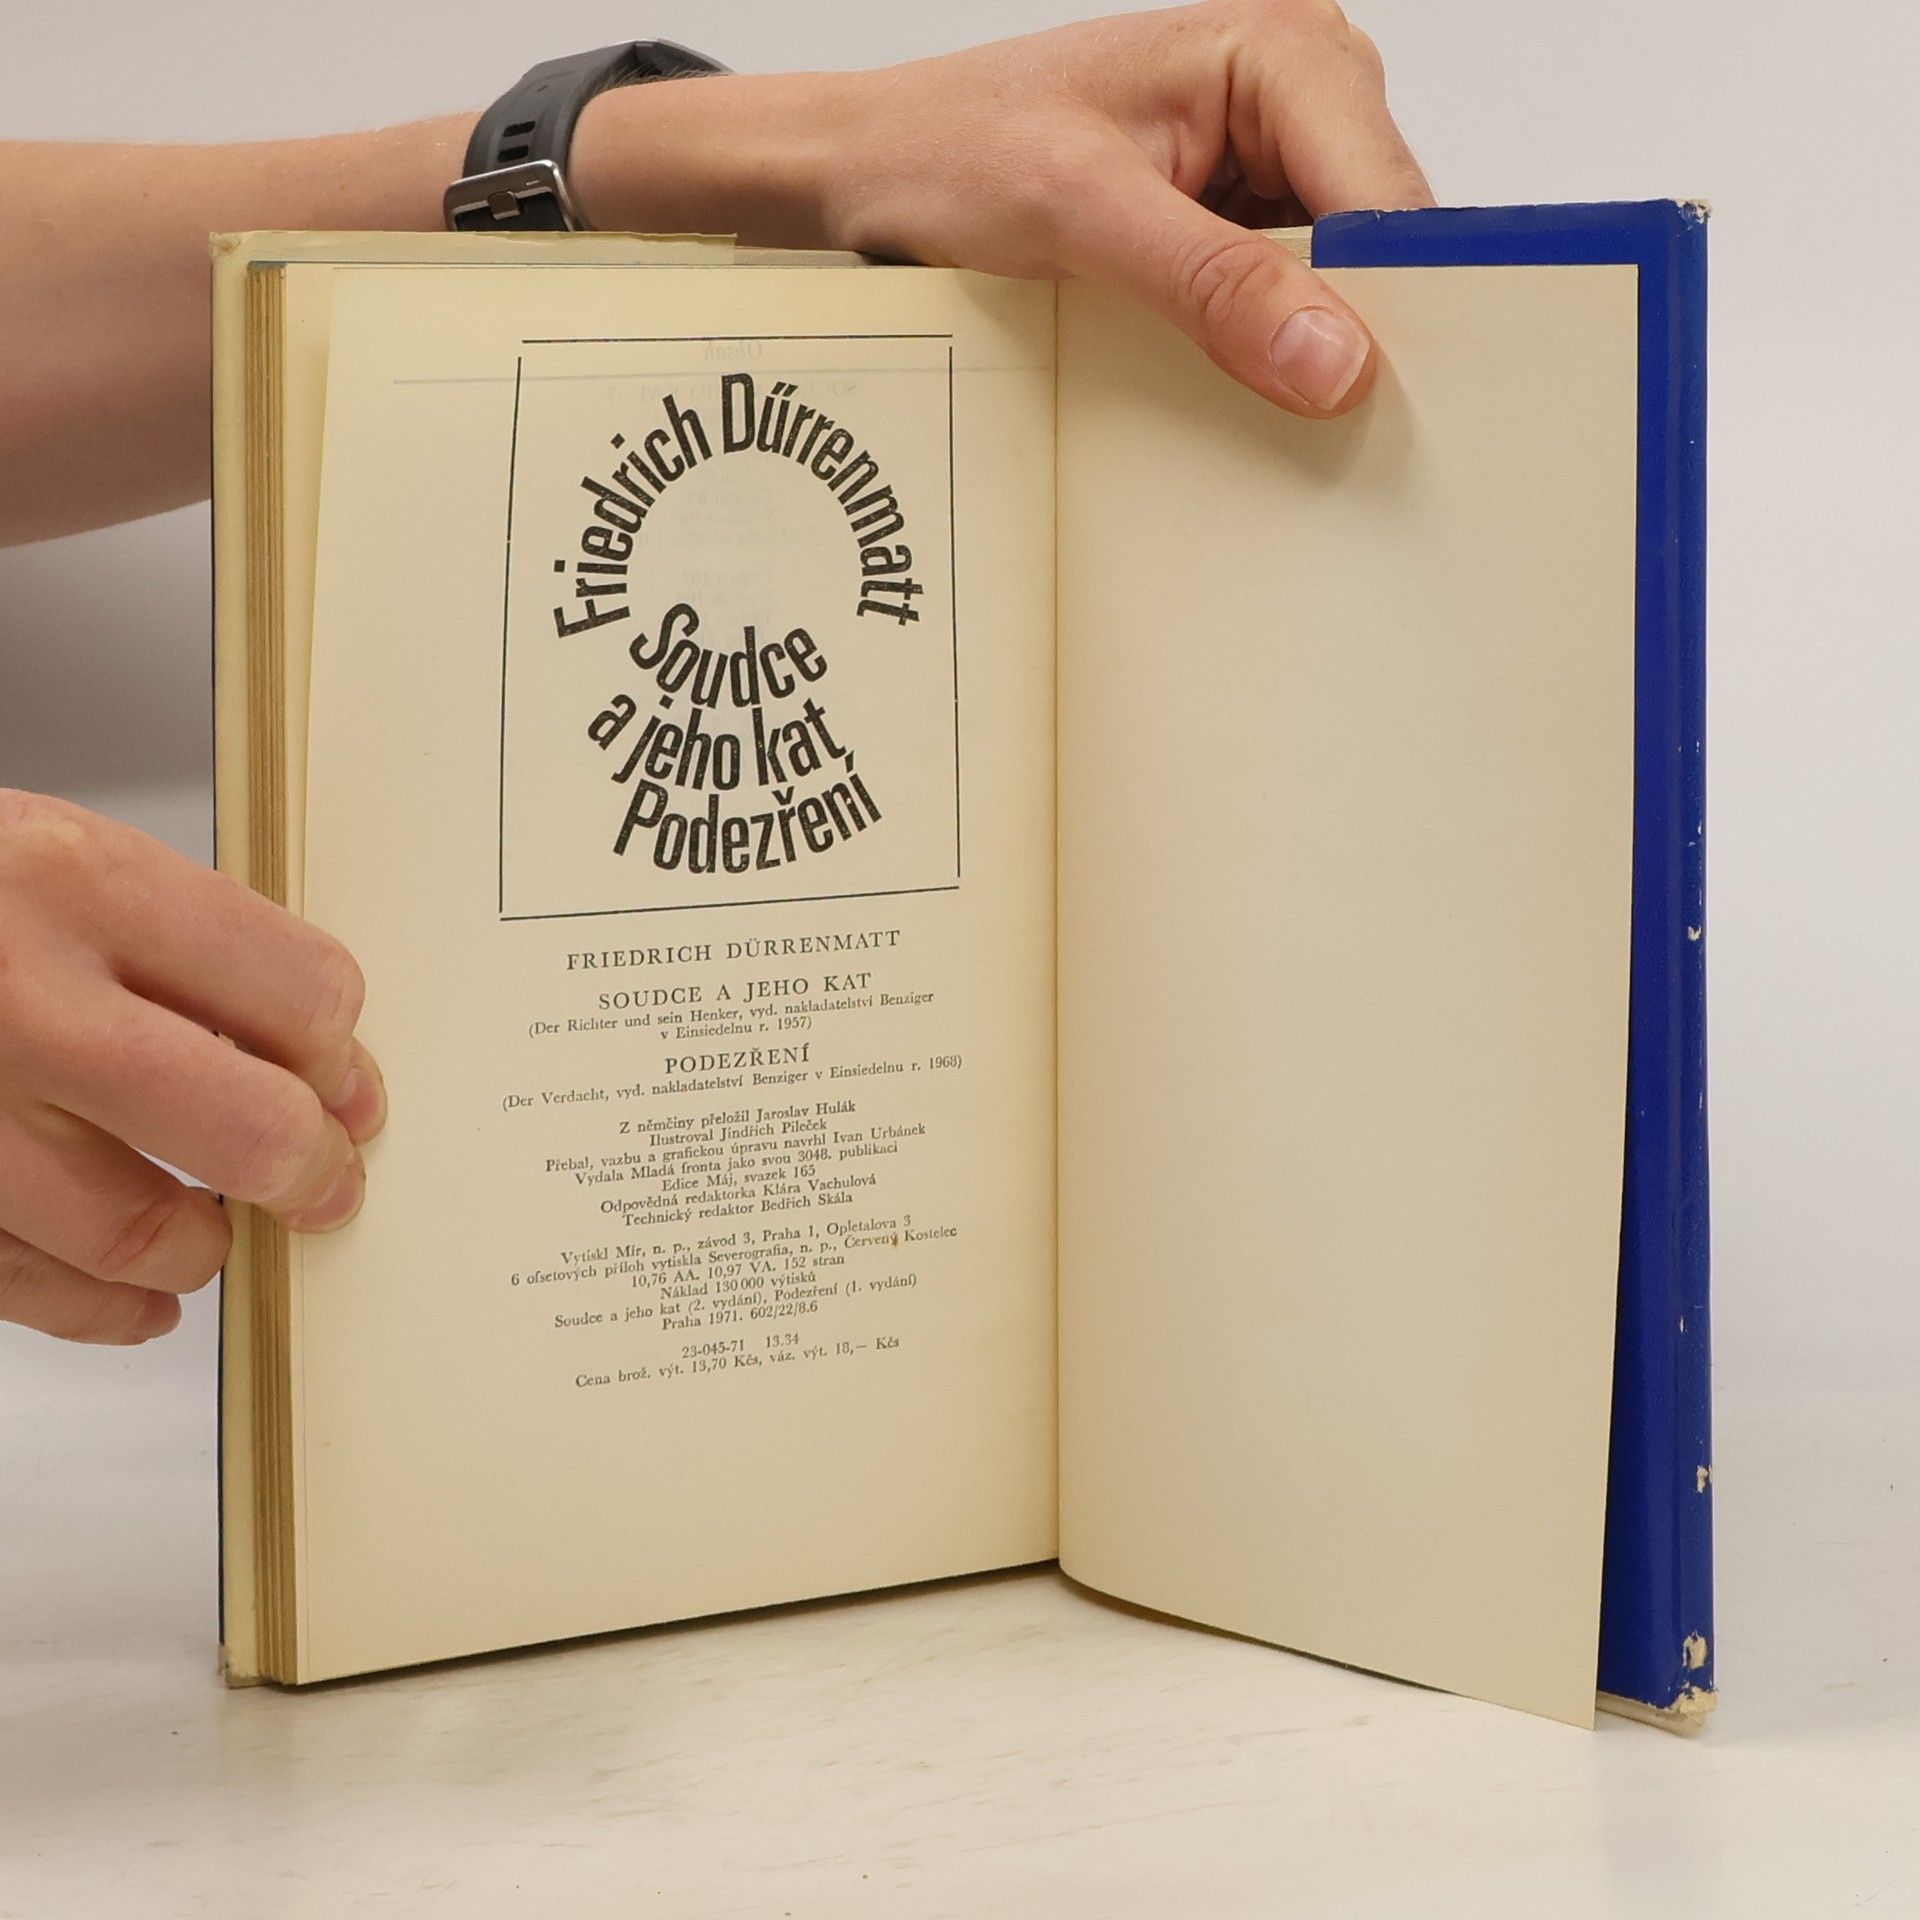 Friedrich Dűrrenmatt
Soudce
a jeho kat
Podezření
FRIEDRICH DÜRRENMATT
SOUDCE A JEHO KAT
(Der Richter und sein Henker, vyd. nakladatelství Benziger
v Einsiedelnu r. 1957)
PODEZŘENÍ
(Der Verdacht, vyd. nakladatelství Benziger v Einsiedelnu r. 1968)
Z němčiny přeložil Jaroslav Hulák
Ilustroval Jindřich Pileček
Přebal, vazbu a grafickou úpravu navrhl Ivan Urbánek
Vydala Mladá fronta jako svou 3048. publikaci
Edice Máj, svazek 165
Odpovědná redaktorka Klára Vachulová
Technický redaktor Bedřich Skála
Vytiskl Mír, n. p., závod 3, Praha 1, Opletalova 3
6 ofsetových příloh vytiskla Severografia, n. p., Červený Kostelec
10,76 AA. 10,97 VA. 152 stran
Náklad 130 000 výtisků
Soudce a jeho kat (2. vydání), Podezření (1. vydání)
Praha 1971. 602/22/8.6
23-045-71 13.34
Cena brož. výt. 13,70 Kčs, váz. výt. 18,— Kčs